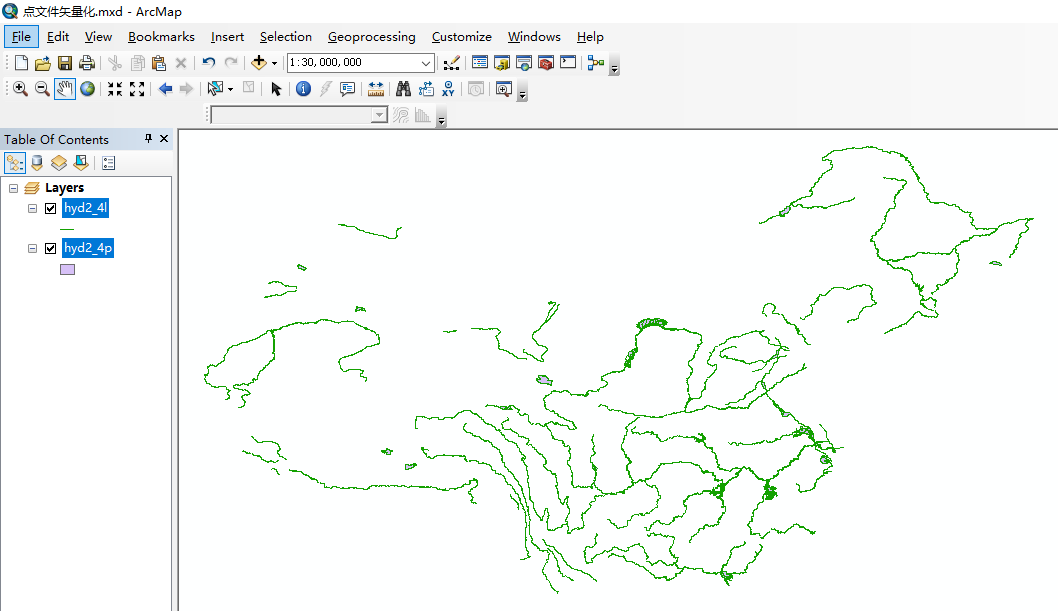 点文件矢量化.mxd - ArcMap
File Edit View Bookmarks Insert Selection Geoprocessing Customize Windows Help
1:30,000,000
XY
Table Of Contents
Layers
hyd2_4l
hyd2_4p